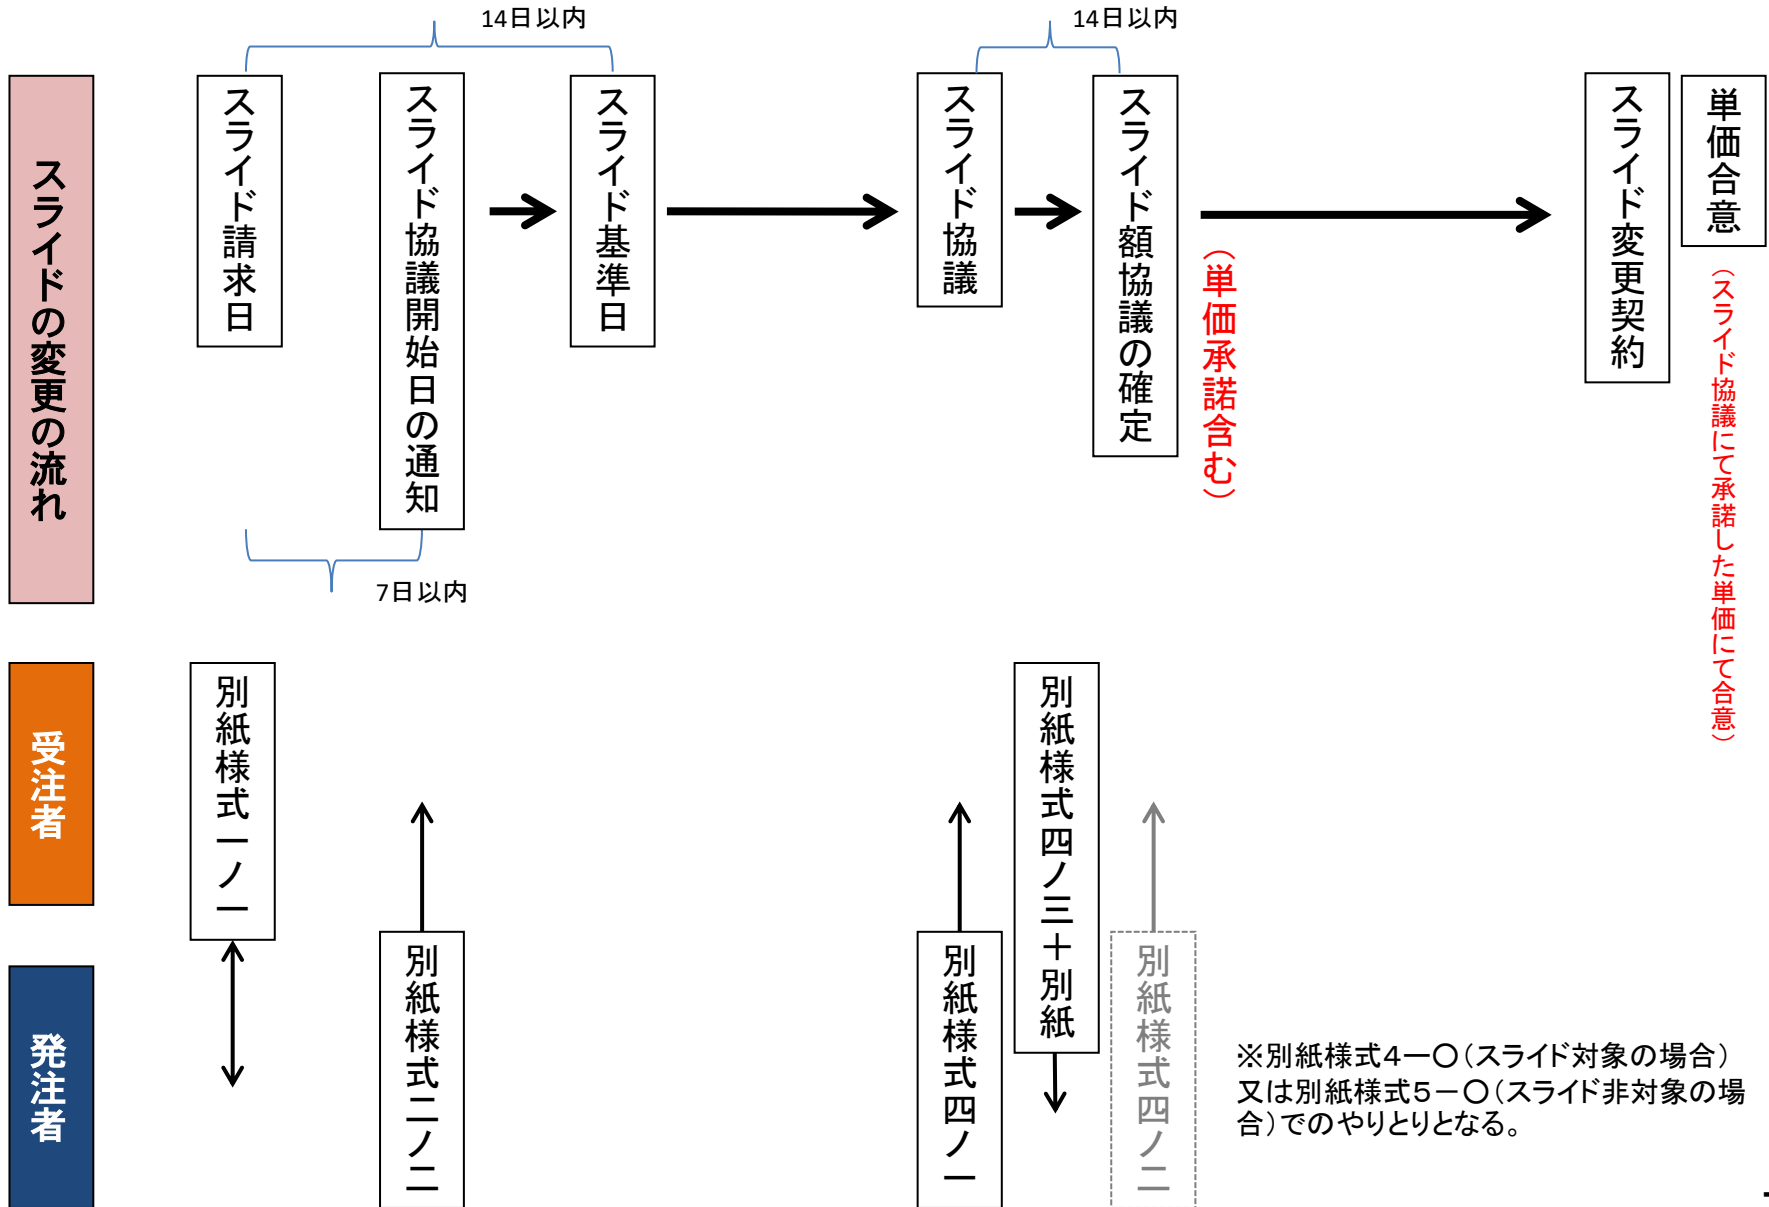 14日以内
14日以内
スライドの変更の流れ
スライド請求日
スライド協議開始日の通知
スライド基準日
スライド協議
スライド額協議の確定
（単価承諾含む）
スライド変更契約
単価合意
（スライド協議にて承諾した単価にて合意）
7日以内
受注者
別紙様式一ノ一
別紙様式四ノ三＋別紙
発注者
別紙様式二ノ二
別紙様式四ノ一
別紙様式四ノ二
※別紙様式4ー〇（スライド対象の場合）
又は別紙様式5－〇（スライド非対象の場
合）でのやりとりとなる。